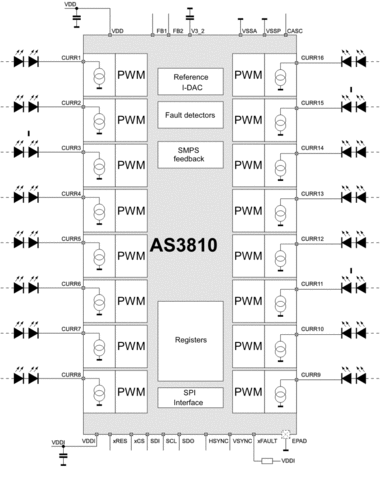 VDD
VDD FB1 FB2 V3_2 VSSA VSSP CASC
CURR1 PWM Reference I-DAC PWM CURR16
CURR2 PWM Fault detectors PWM CURR15
CURR3 PWM SMPS feedback PWM CURR14
CURR4 PWM PWM CURR13
AS3810
CURR5 PWM PWM CURR12
CURR6 PWM PWM CURR11
CURR7 PWM Registers PWM CURR10
CURR8 PWM SPI Interface PWM CURR9
VDDI VDDI xRES xCS SDI SCL SDO HSYNC VSYNC xFAULT EPAD
VDDI